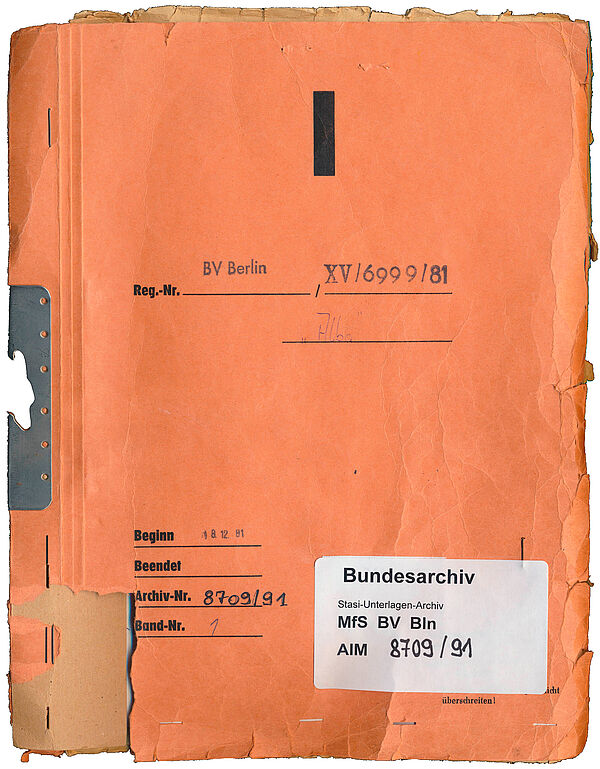 I
BV Berlin
Reg.-Nr. / XV/6999/81
„Alba"
Beginn 18. 12. 81
Beendet
Archiv-Nr. 8709/91
Band-Nr. 1
Bundesarchiv
Stasi-Unterlagen-Archiv
MfS BV Bln
AIM 8709/91
überschreiten!